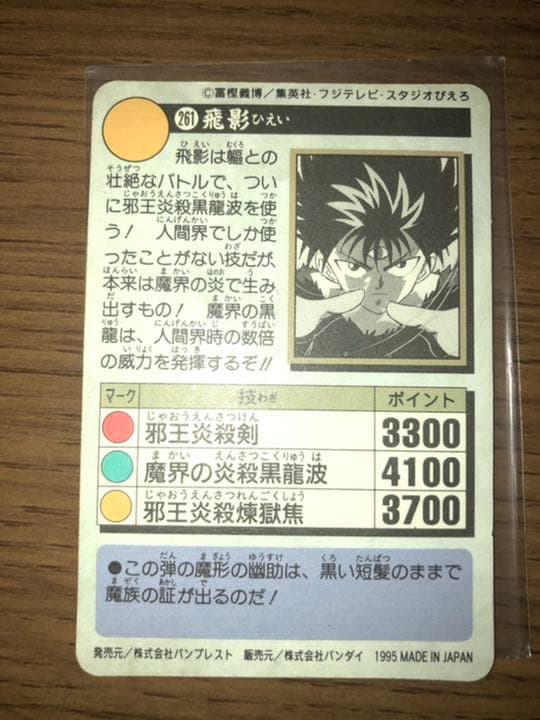 ©冨樫義博/集英社・フジテレビ・スタジオぴえろ
261 飛影 ひえい
飛影は軀との
壮絶なバトルで、つい
に邪王炎殺黒龍波を使
う! 人間界でしか使
ったことがない技だが、
本来は魔界の炎で生み
出すもの! 魔界の黒
龍は、人間界時の数倍
の威力を発揮するぞ!!
マーク 技わざ ポイント
邪王炎殺剣 3300
魔界の炎殺黒龍波 4100
邪王炎殺煉獄焦 3700
●この弾の魔形の幽助は、黒い短髪のままで
魔族の証が出るのだ!
発売元/株式会社バンプレスト 販売元/株式会社バンダイ 1995 MADE IN JAPAN